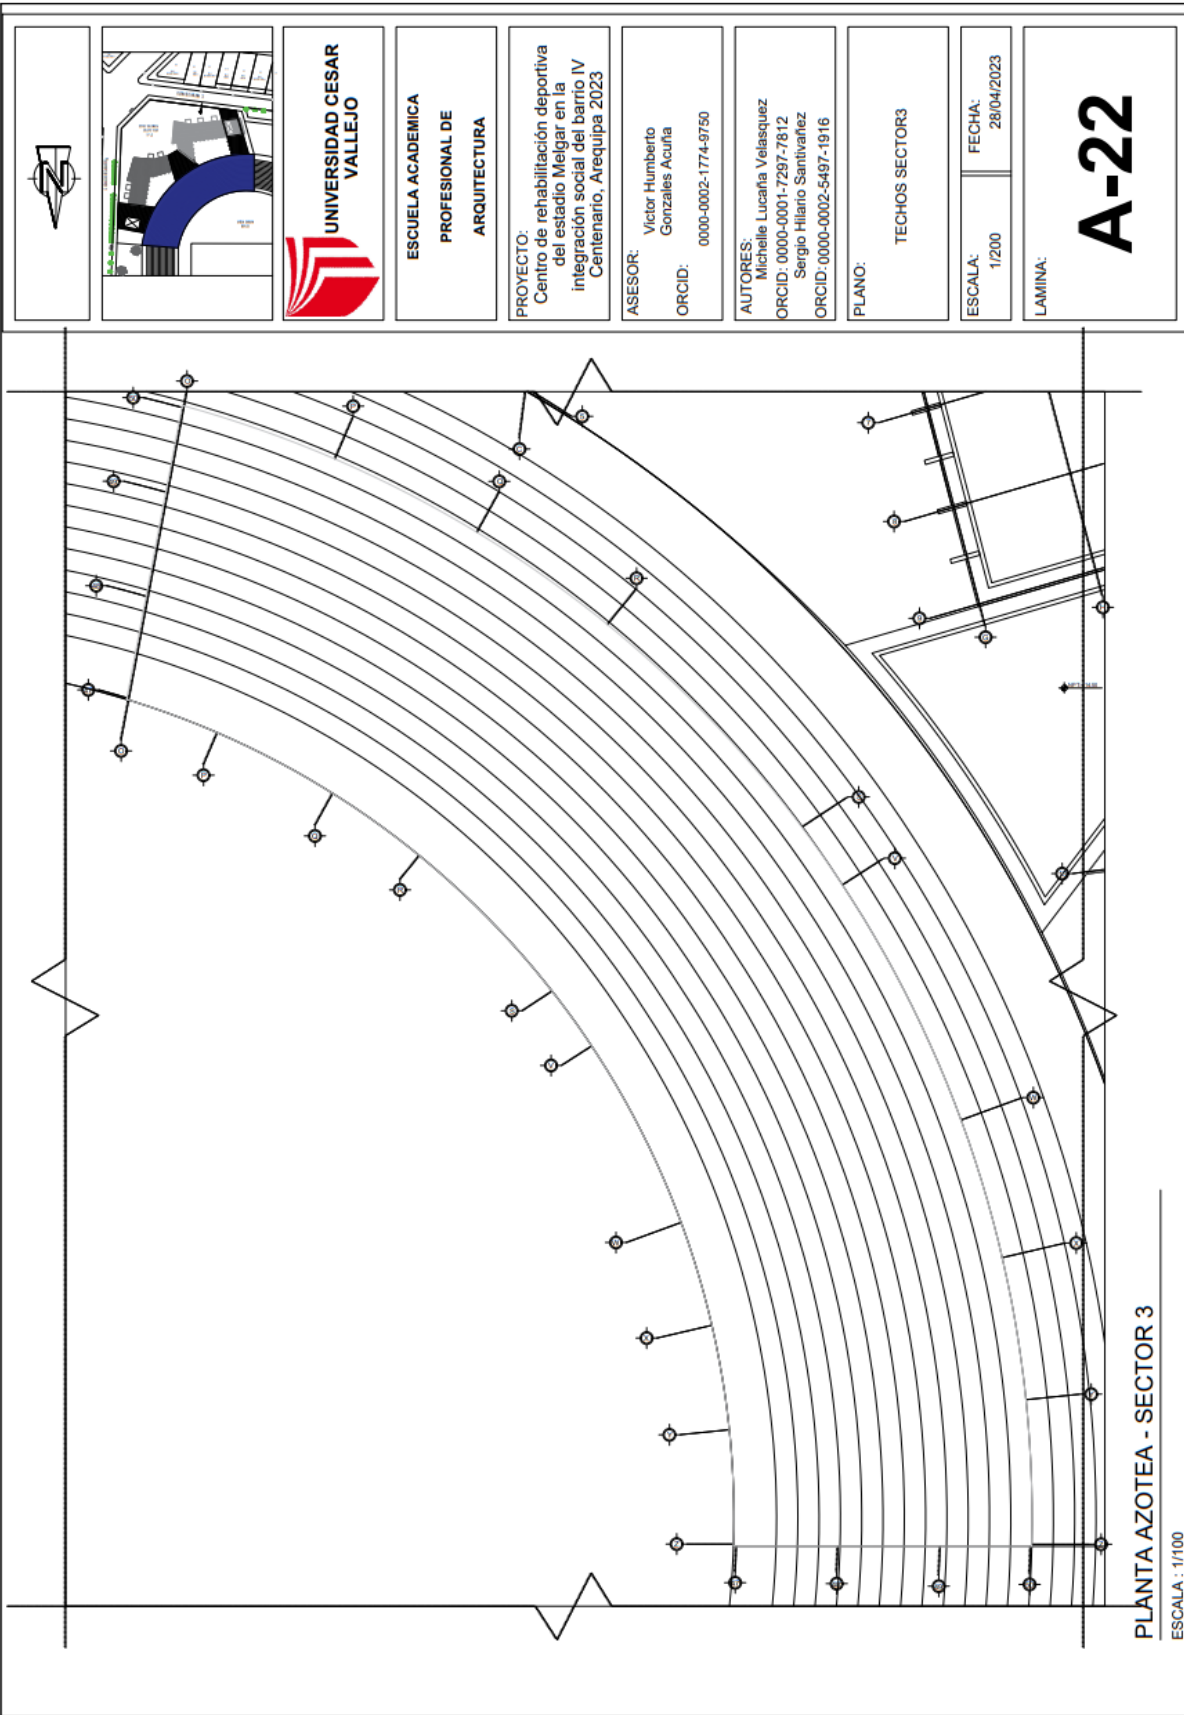 UNIVERSIDAD CESAR
VALLEJO
ESCUELA ACADEMICA
PROFESIONAL DE
ARQUITECTURA
PROYECTO:
Centro de rehabilitación deportiva
del estadio Melgar en la
integración social del barrio IV
Centenario, Arequipa 2023
ASESOR:
Victor Humberto
Gonzales Acuña
ORCID:
0000-0002-1774-9750
AUTORES:
Michelle Lucaña Velasquez
ORCID: 0000-0001-7297-7812
Sergio Hilario Santivañez
ORCID: 0000-0002-5497-1916
PLANO:
TECHOS SECTOR3
ESCALA:
1/200
FECHA:
28/04/2023
LAMINA:
A-22
O
P
Q
R
S
V
W
X
Y
Z
PLANTA AZOTEA - SECTOR 3
ESCALA : 1/100